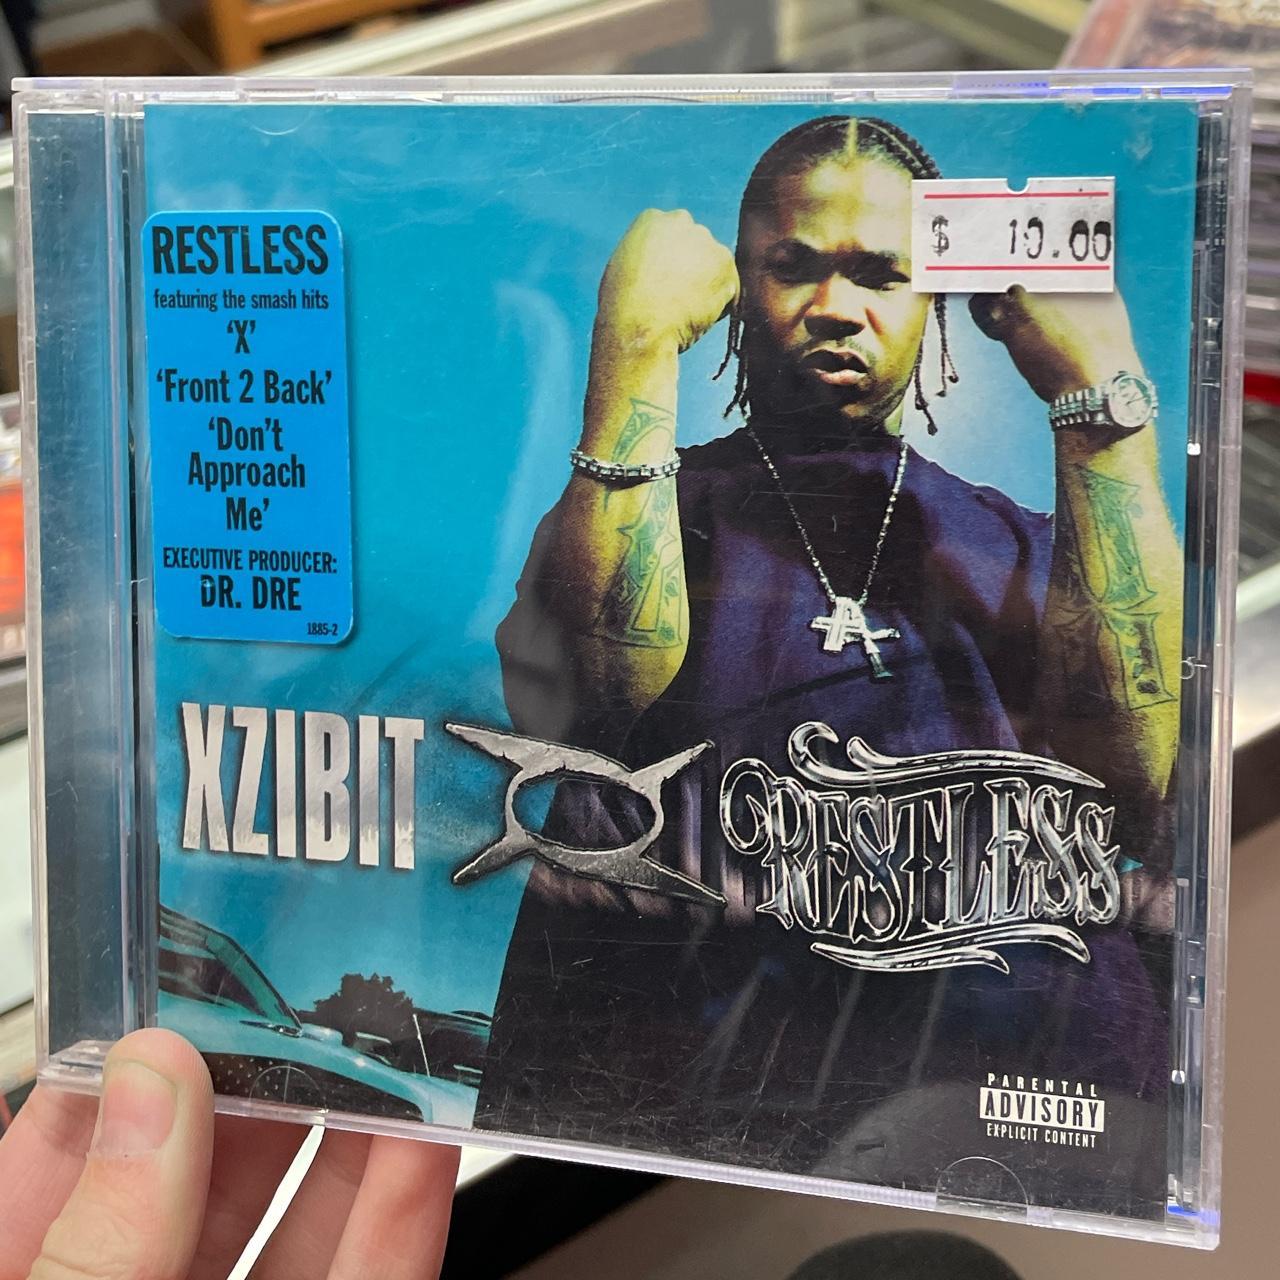 $ 10.00
RESTLESS
featuring the smash hits
‘X’
‘Front 2 Back’
‘Don't
Approach
Me’
EXECUTIVE PRODUCER:
DR. DRE
1885-2
XZIBIT
RESTLESS
PARENTAL
ADVISORY
EXPLICIT CONTENT